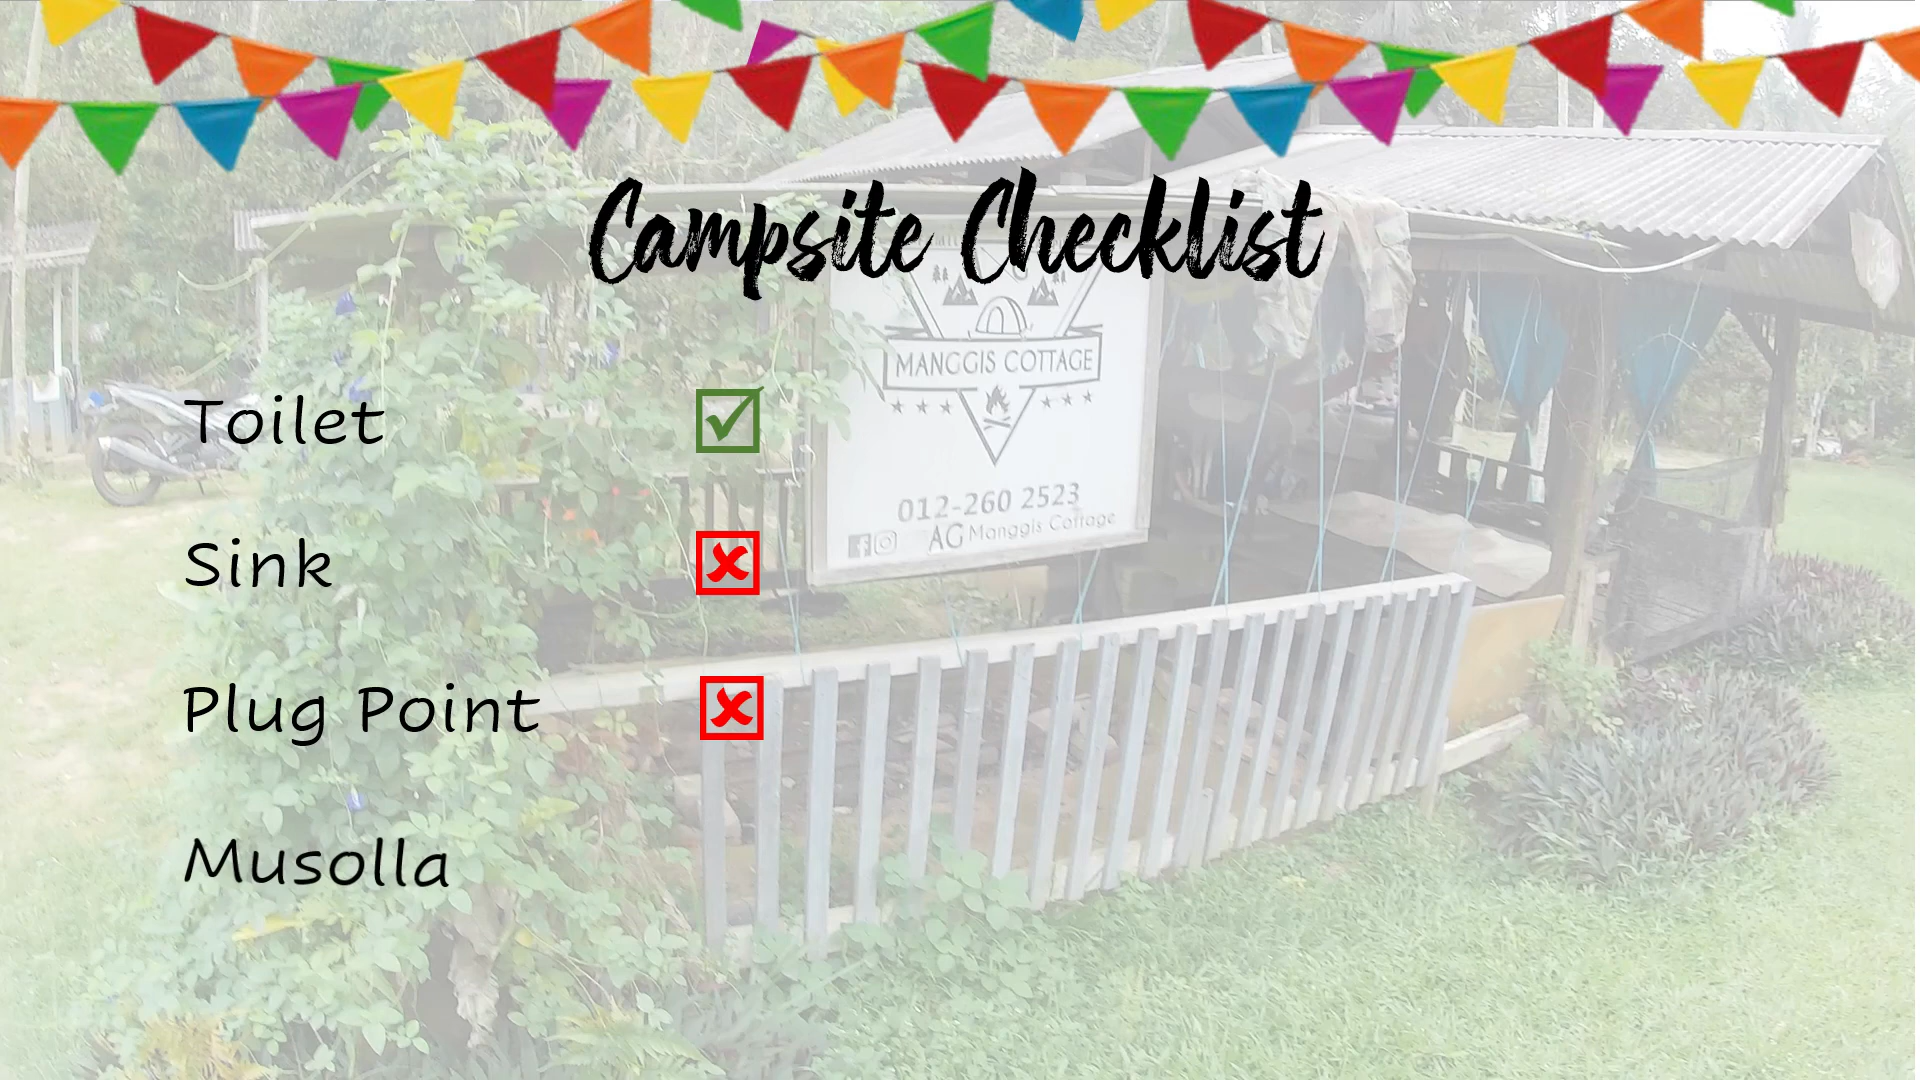 Campsite Checklist
MANGGIS COTTAGE
Toilet
012-260 2523
AG Manggis Cottage
Sink
Plug Point
Musolla